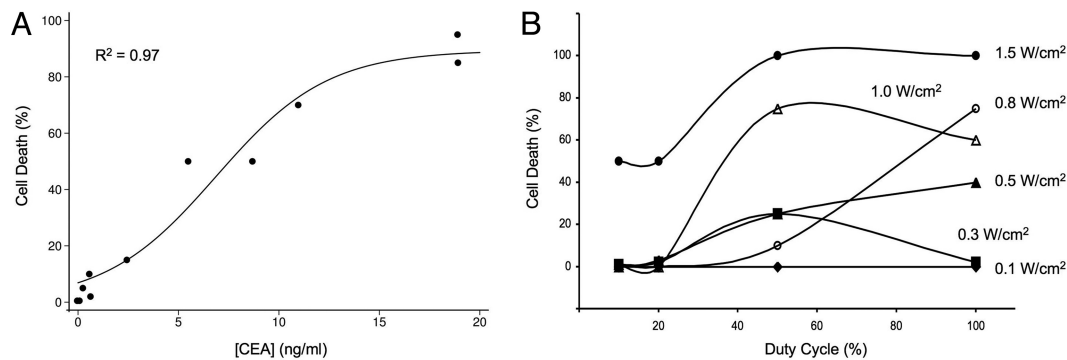 A
R² = 0.97
Cell Death (%)
100
80
60
40
20
0
0 5 10 15 20
[CEA] (ng/ml)
B
Cell Death (%)
100
80
60
40
20
0
1.5 W/cm²
1.0 W/cm²
0.8 W/cm²
0.5 W/cm²
0.3 W/cm²
0.1 W/cm²
20 40 60 80 100
Duty Cycle (%)